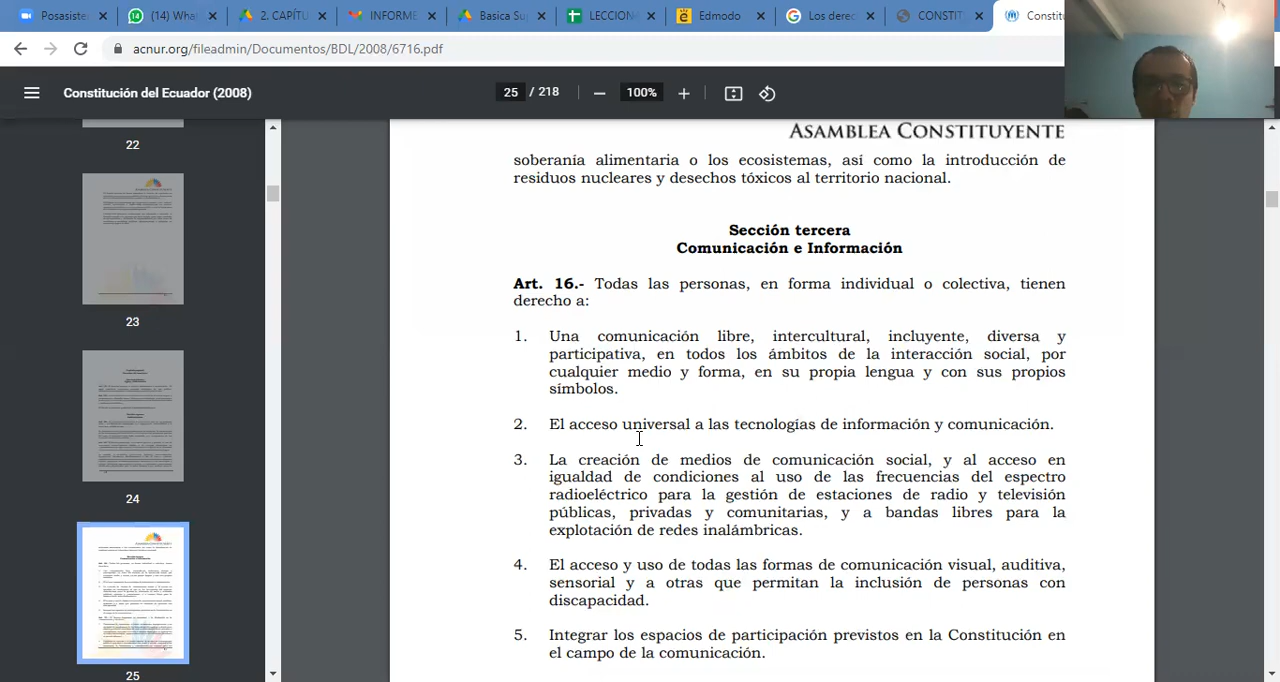 Posasisten
(14) What
2. CAPÍTU
INFORME
Basica Su
LECCION
Edmodo
Los derec
CONSTIT
Constitu
acnur.org/fileadmin/Documentos/BDL/2008/6716.pdf
Constitución del Ecuador (2008)
25 / 218
100%
22
23
24
25
ASAMBLEA CONSTITUYENTE
soberanía alimentaria o los ecosistemas, así como la introducción de
residuos nucleares y desechos tóxicos al territorio nacional.
Sección tercera
Comunicación e Información
Art. 16.- Todas las personas, en forma individual o colectiva, tienen
derecho a:
1. Una comunicación libre, intercultural, incluyente, diversa y
participativa, en todos los ámbitos de la interacción social, por
cualquier medio y forma, en su propia lengua y con sus propios
símbolos.
2. El acceso universal a las tecnologías de información y comunicación.
3. La creación de medios de comunicación social, y al acceso en
igualdad de condiciones al uso de las frecuencias del espectro
radioeléctrico para la gestión de estaciones de radio y televisión
públicas, privadas y comunitarias, y a bandas libres para la
explotación de redes inalámbricas.
4. El acceso y uso de todas las formas de comunicación visual, auditiva,
sensorial y a otras que permitan la inclusión de personas con
discapacidad.
5. Integrar los espacios de participación previstos en la Constitución en
el campo de la comunicación.